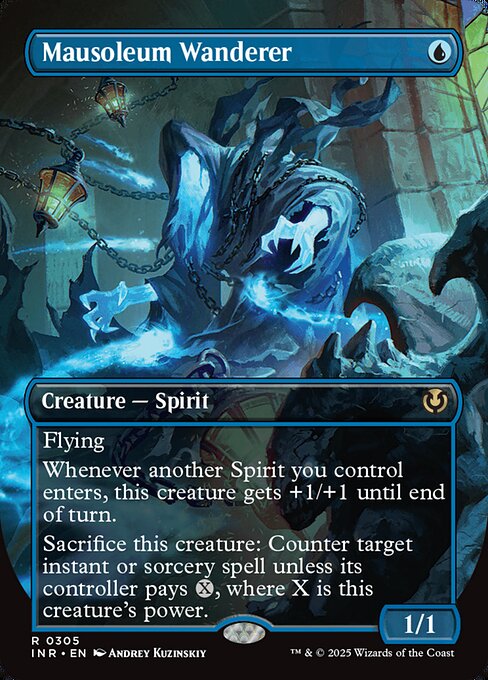 Mausoleum Wanderer
Creature — Spirit
Flying
Whenever another Spirit you control
enters, this creature gets +1/+1 until end
of turn.
Sacrifice this creature: Counter target
instant or sorcery spell unless its
controller pays Ⓧ, where X is this
creature's power.
1/1
R 0305
INR • EN Andrey Kuzinskiy
™ & © 2025 Wizards of the Coast